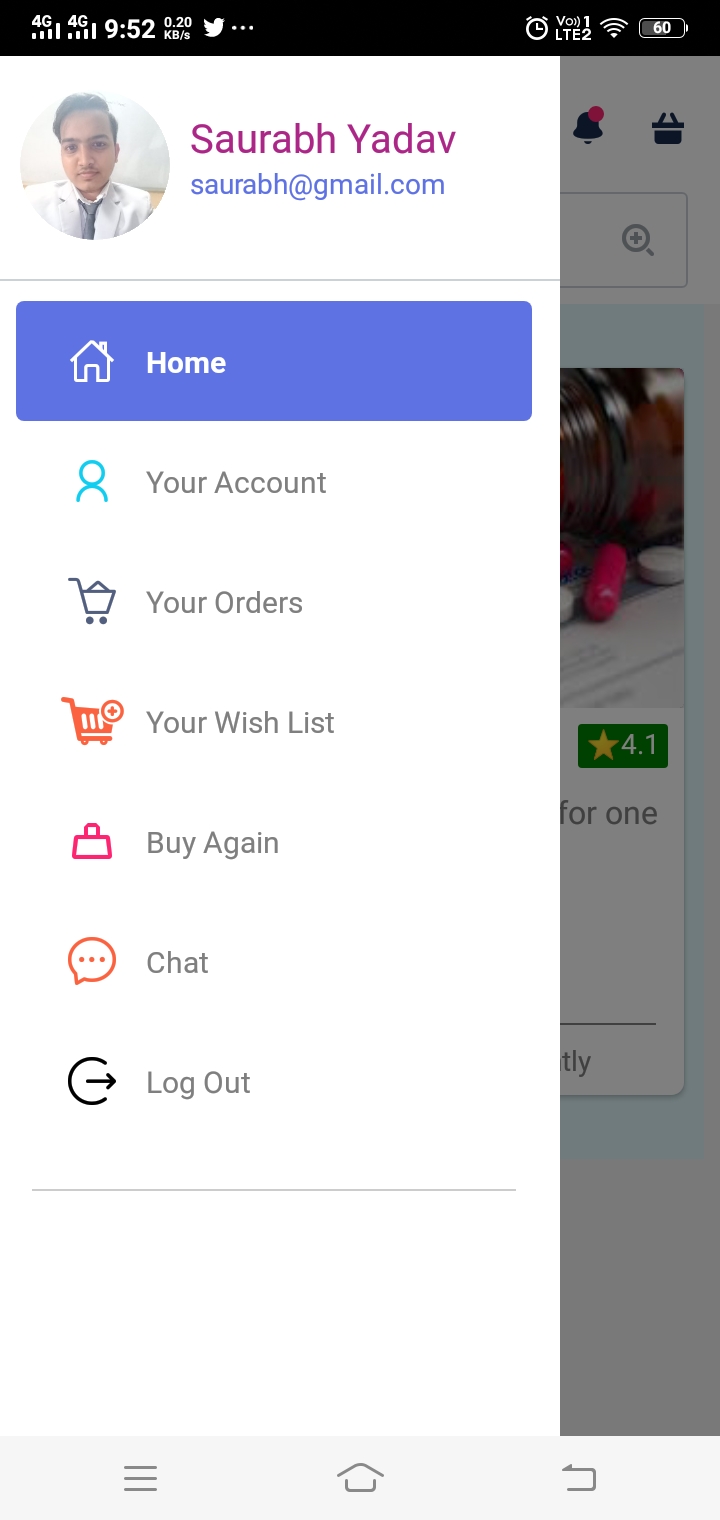 4G 4G 9:52 0.20 KB/s Vo) 1 LTE2 60
Saurabh Yadav
saurabh@gmail.com
Home
Your Account
Your Orders
Your Wish List
4.1
for one
Buy Again
Chat
tly
Log Out